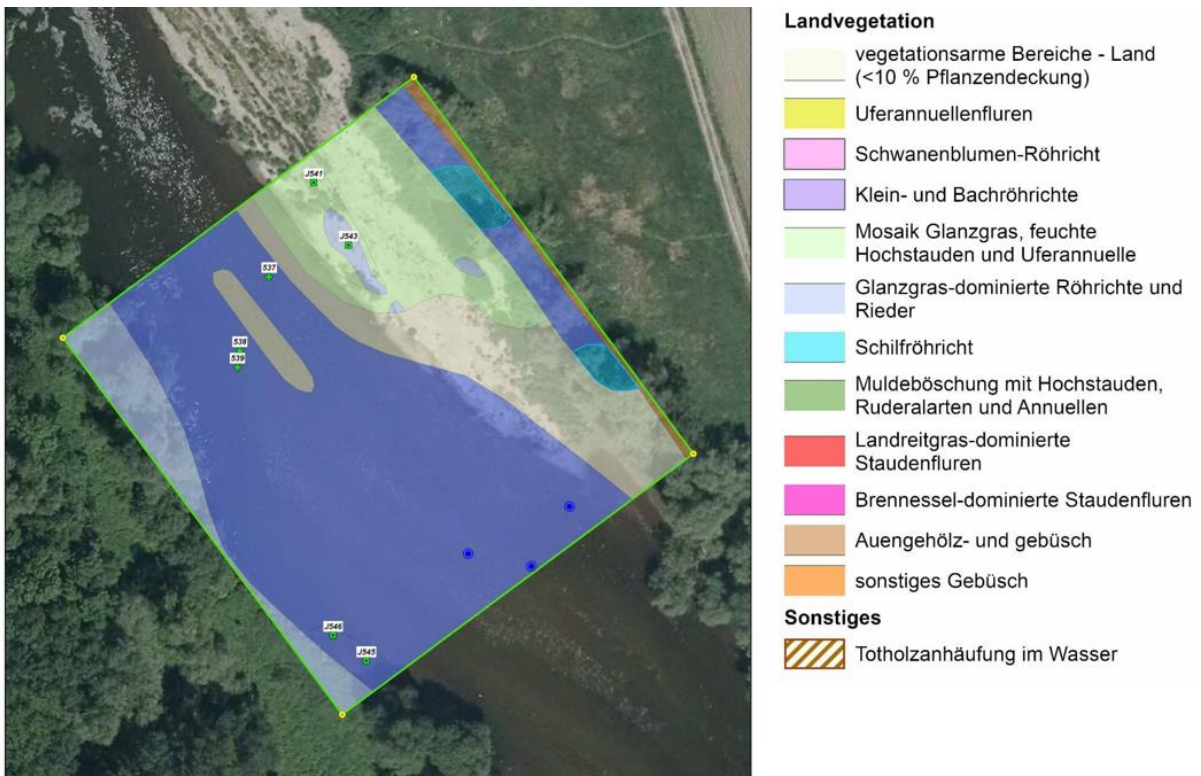 J541
J543
537
538
539
J546
J545
Landvegetation
vegetationsarme Bereiche - Land
(<10 % Pflanzendeckung)
Uferannuellenfluren
Schwanenblumen-Röhricht
Klein- und Bachröhrichte
Mosaik Glanzgras, feuchte
Hochstauden und Uferannuelle
Glanzgras-dominierte Röhrichte und
Rieder
Schilfröhricht
Muldeböschung mit Hochstauden,
Ruderalarten und Annuellen
Landreitgras-dominierte
Staudenfluren
Brennessel-dominierte Staudenfluren
Auengehölz- und gebüsch
sonstiges Gebüsch
Sonstiges
Totholzanhäufung im Wasser